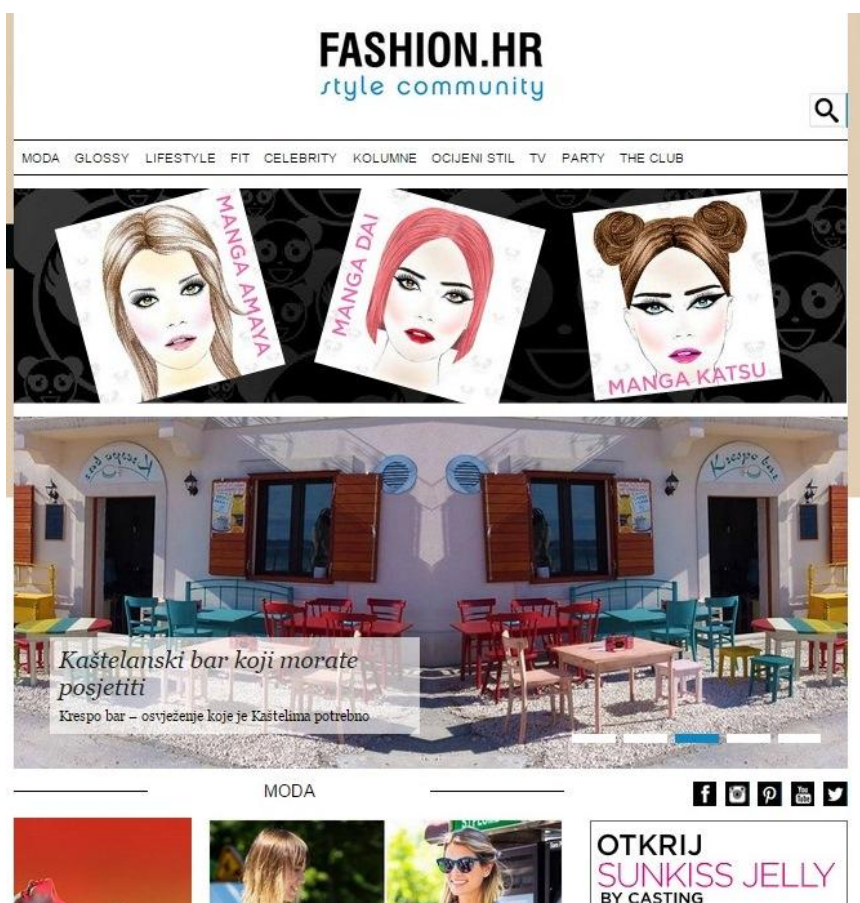 FASHION.HR
style community
MODA GLOSSY LIFESTYLE FIT CELEBRITY KOLUMNE OCIJENI STIL TV PARTY THE CLUB
MANGA AMAYA
MANGA DAI
MANGA KATSU
Krespo bar
Krespo bar
Kaštelanski bar koji morate
posjetiti
Krespo bar – osvježenje koje je Kaštelima potrebno
MODA
f
You
Tube
OTKRIJ
SUNKISS JELLY
BY CASTING